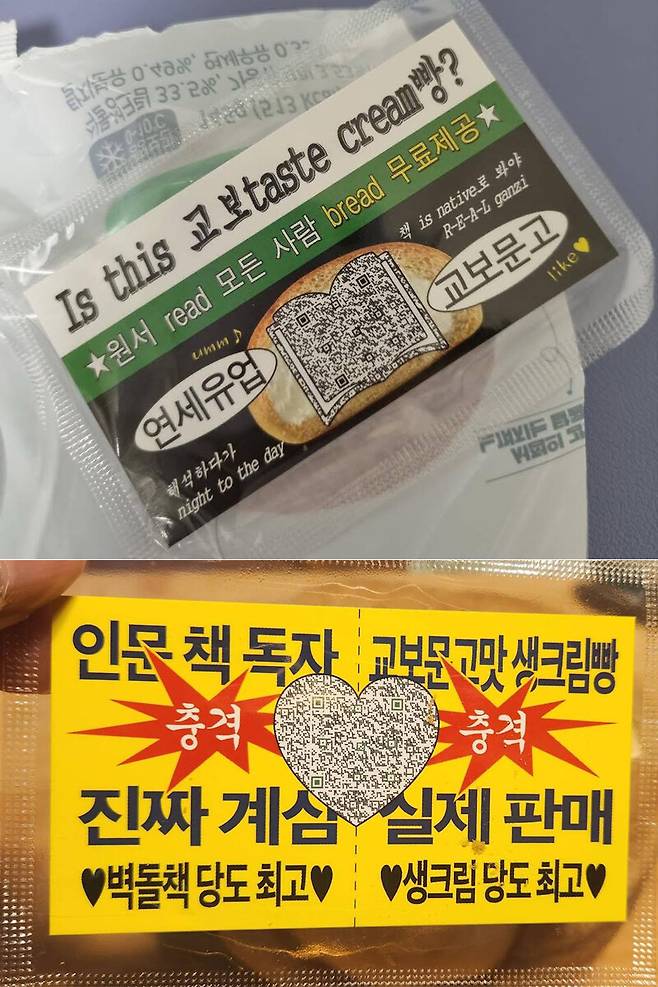 Is this 교보taste cream빵?
★원서 read 모든 사람 bread 무료제공★
책 is native로 봐야
R-E-A-L ganzi
교보문고
like♥
umm♪
연세유업
해석하다가
night to the day
인문 책 독자
충격
진짜 계심
♥벽돌책 당도 최고♥
교보문고맛 생크림빵
충격
실제 판매
♥생크림 당도 최고♥